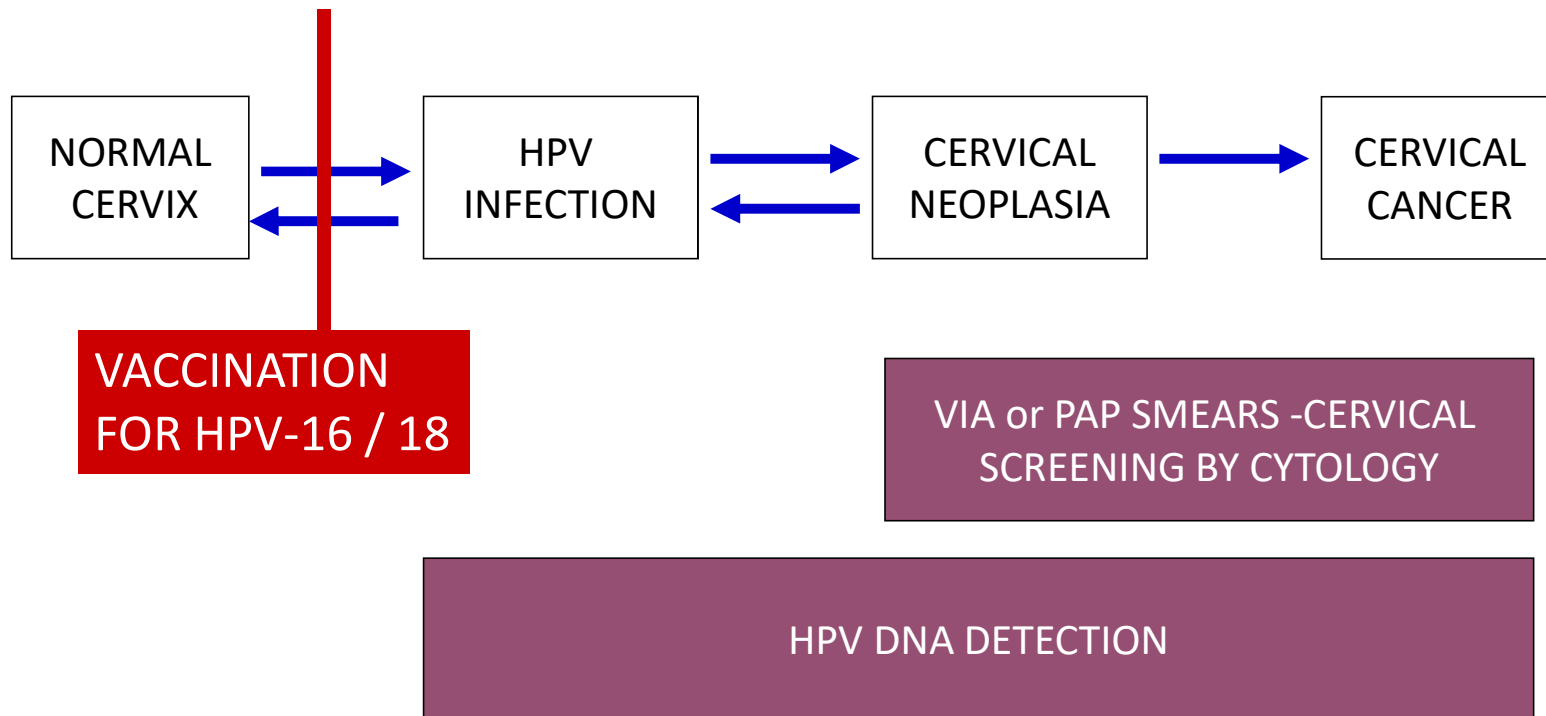 NORMAL
CERVIX
HPV
INFECTION
CERVICAL
NEOPLASIA
CERVICAL
CANCER
VACCINATION
FOR HPV-16 / 18
VIA or PAP SMEARS -CERVICAL
SCREENING BY CYTOLOGY
HPV DNA DETECTION